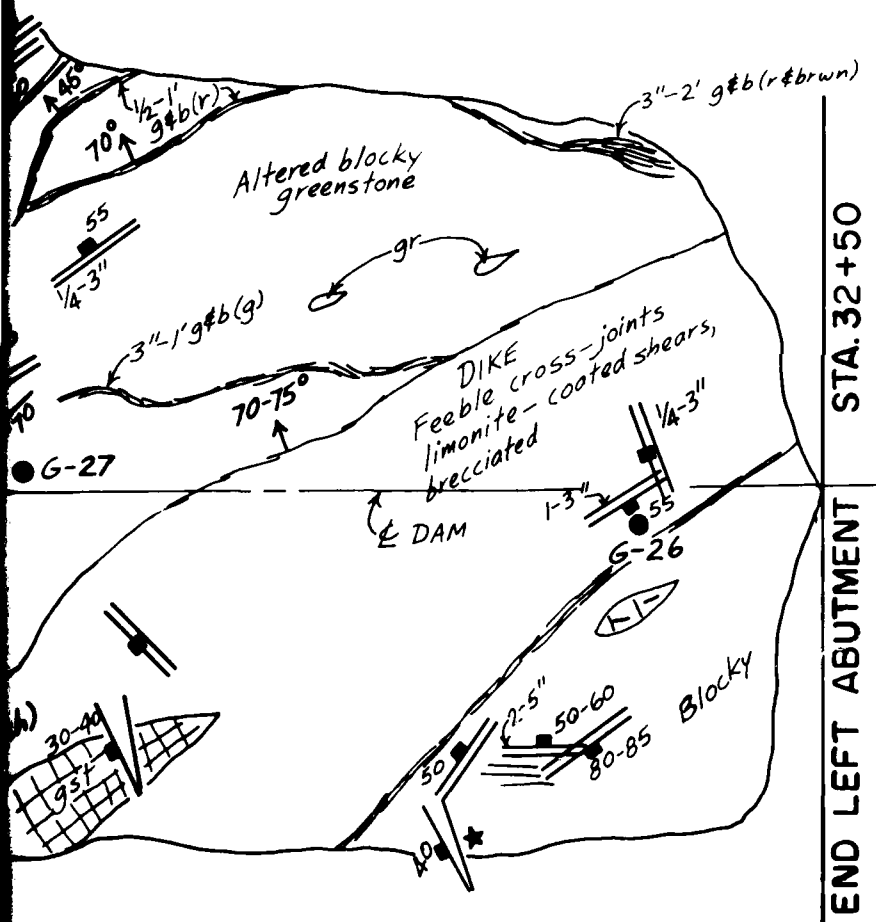 45°
½-1'
g&b(r)
70°
3"-2' g&b(r&brwn)
Altered blocky
greenstone
55
¼-3"
gr
3"-1' g&b(g)
70-75°
DIKE
Feeble cross-joints
limonite-coated shears,
brecciated
¼-3"
70
G-27
1-3"
55
G-26
℄ DAM
STA. 32+50
END LEFT ABUTMENT
30-40
gst
2-5"
50-60
80-85
50
40
Blocky